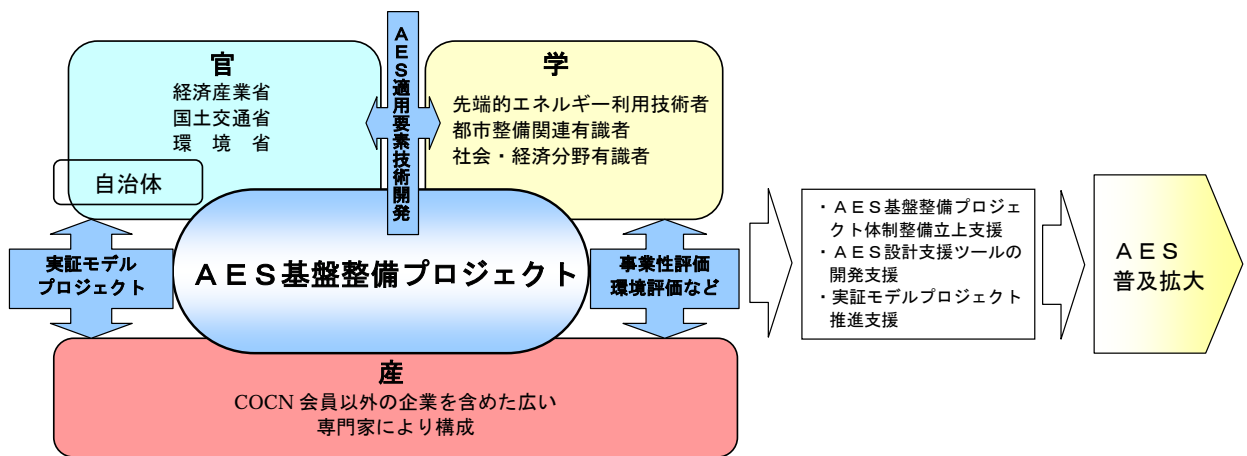 官
経済産業省
国土交通省
環　境　省
自治体
ＡＥＳ適用要素技術開発
学
先端的エネルギー利用技術者
都市整備関連有識者
社会・経済分野有識者
実証モデル
プロジェクト
ＡＥＳ基盤整備プロジェクト
事業性評価
環境評価など
産
COCN 会員以外の企業を含めた広い
専門家により構成
・ＡＥＳ基盤整備プロジェ
クト体制整備立上支援
・ＡＥＳ設計支援ツールの
開発支援
・実証モデルプロジェクト
推進支援
ＡＥＳ
普及拡大